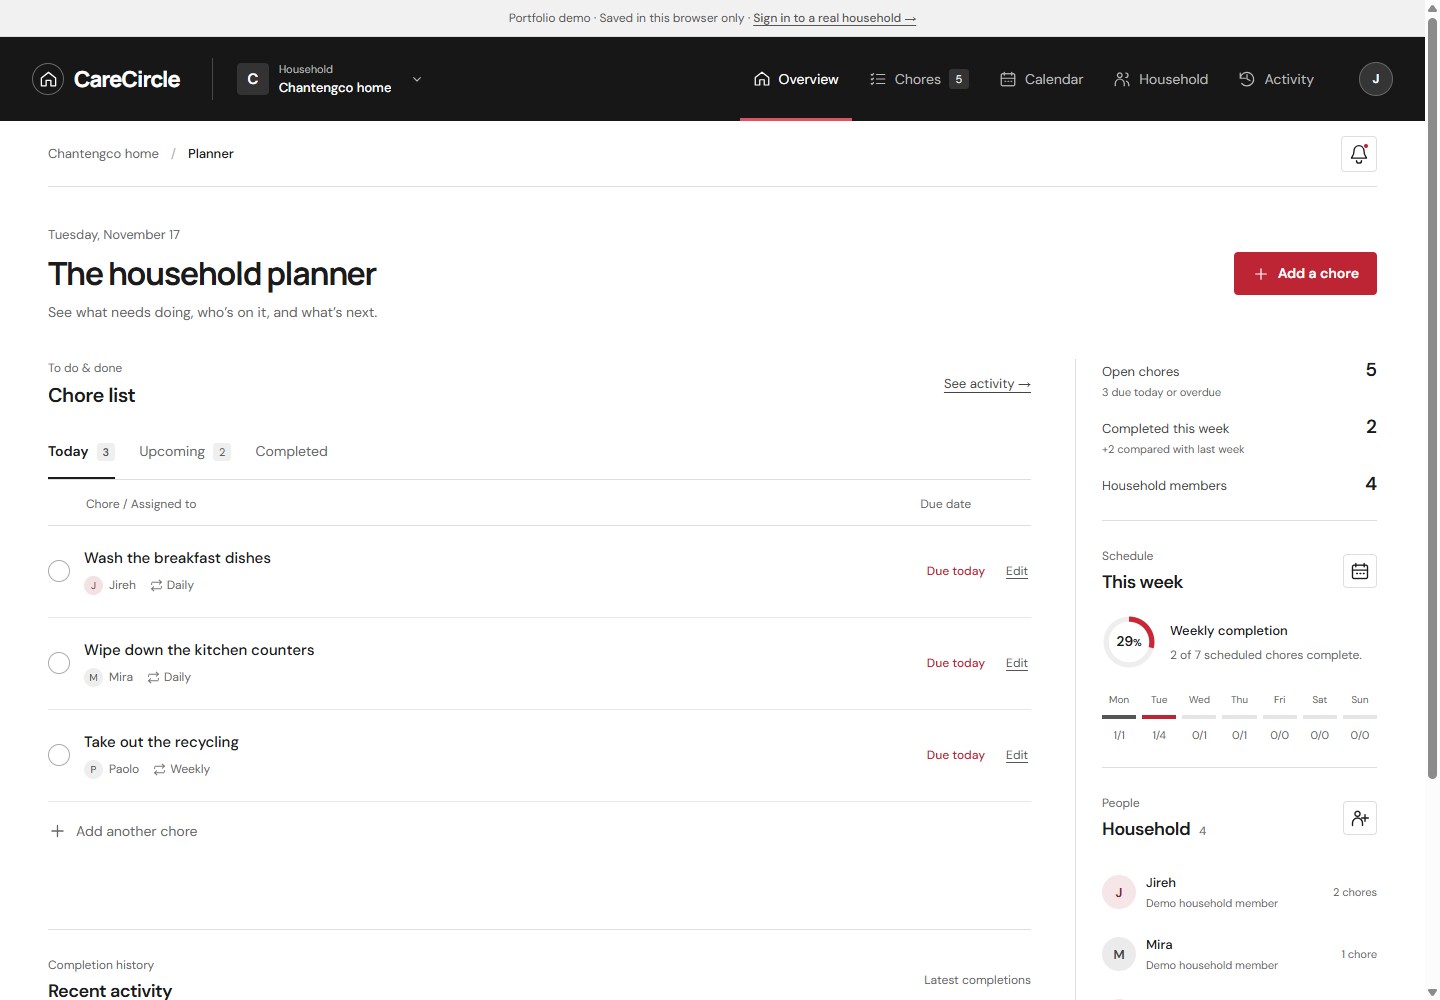 Portfolio demo · Saved in this browser only · Sign in to a real household →
CareCircle
C
Household
Chantengco home
Overview
Chores 5
Calendar
Household
Activity
J
Chantengco home / Planner
Tuesday, November 17
The household planner
See what needs doing, who’s on it, and what’s next.
+ Add a chore
To do & done
Chore list
See activity →
Today 3
Upcoming 2
Completed
Chore / Assigned to
Due date
Wash the breakfast dishes
J Jireh Daily
Due today Edit
Wipe down the kitchen counters
M Mira Daily
Due today Edit
Take out the recycling
P Paolo Weekly
Due today Edit
+ Add another chore
Completion history
Recent activity
Latest completions
Open chores 5
3 due today or overdue
Completed this week 2
+2 compared with last week
Household members 4
Schedule
This week
29%
Weekly completion
2 of 7 scheduled chores complete.
Mon Tue Wed Thu Fri Sat Sun
1/1 1/4 0/1 0/1 0/0 0/0 0/0
People
Household 4
J
Jireh
Demo household member
2 chores
M
Mira
Demo household member
1 chore